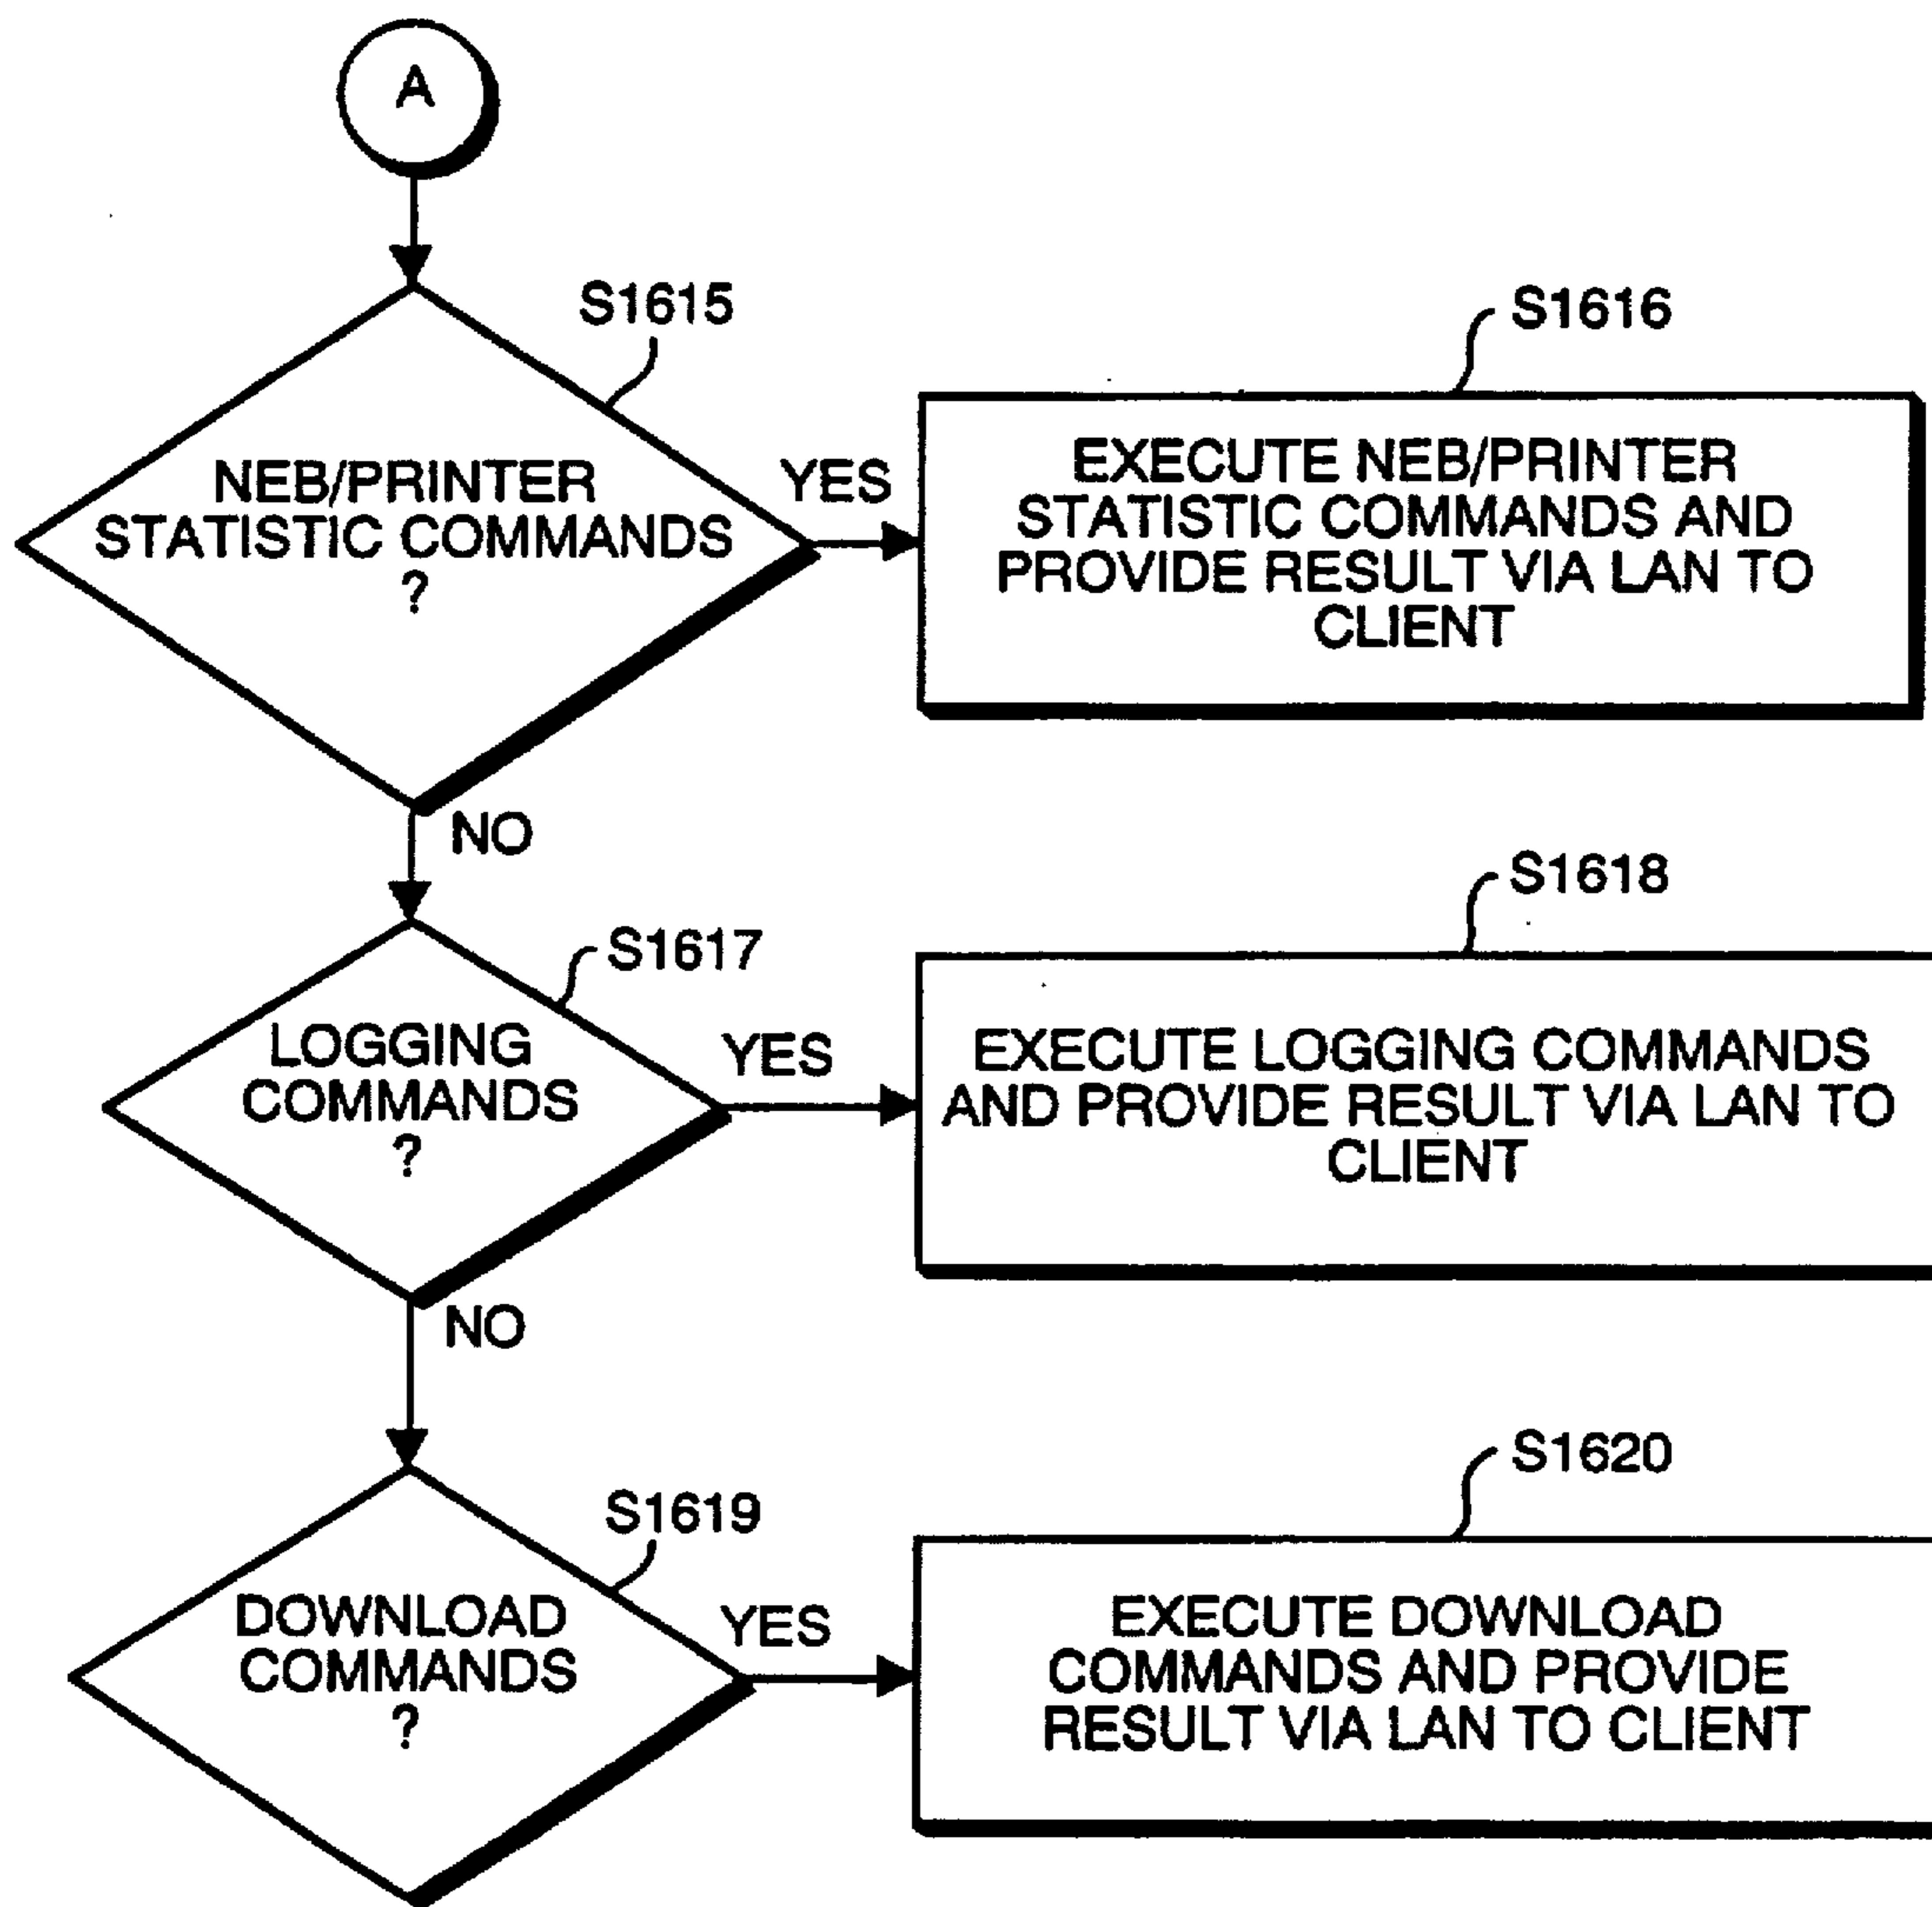 A
S1615
NEB/PRINTER
STATISTIC COMMANDS
?
YES
S1616
EXECUTE NEB/PRINTER
STATISTIC COMMANDS AND
PROVIDE RESULT VIA LAN TO
CLIENT
NO
S1617
LOGGING
COMMANDS
?
YES
S1618
EXECUTE LOGGING COMMANDS
AND PROVIDE RESULT VIA LAN TO
CLIENT
NO
S1619
DOWNLOAD
COMMANDS
?
YES
S1620
EXECUTE DOWNLOAD
COMMANDS AND PROVIDE
RESULT VIA LAN TO CLIENT